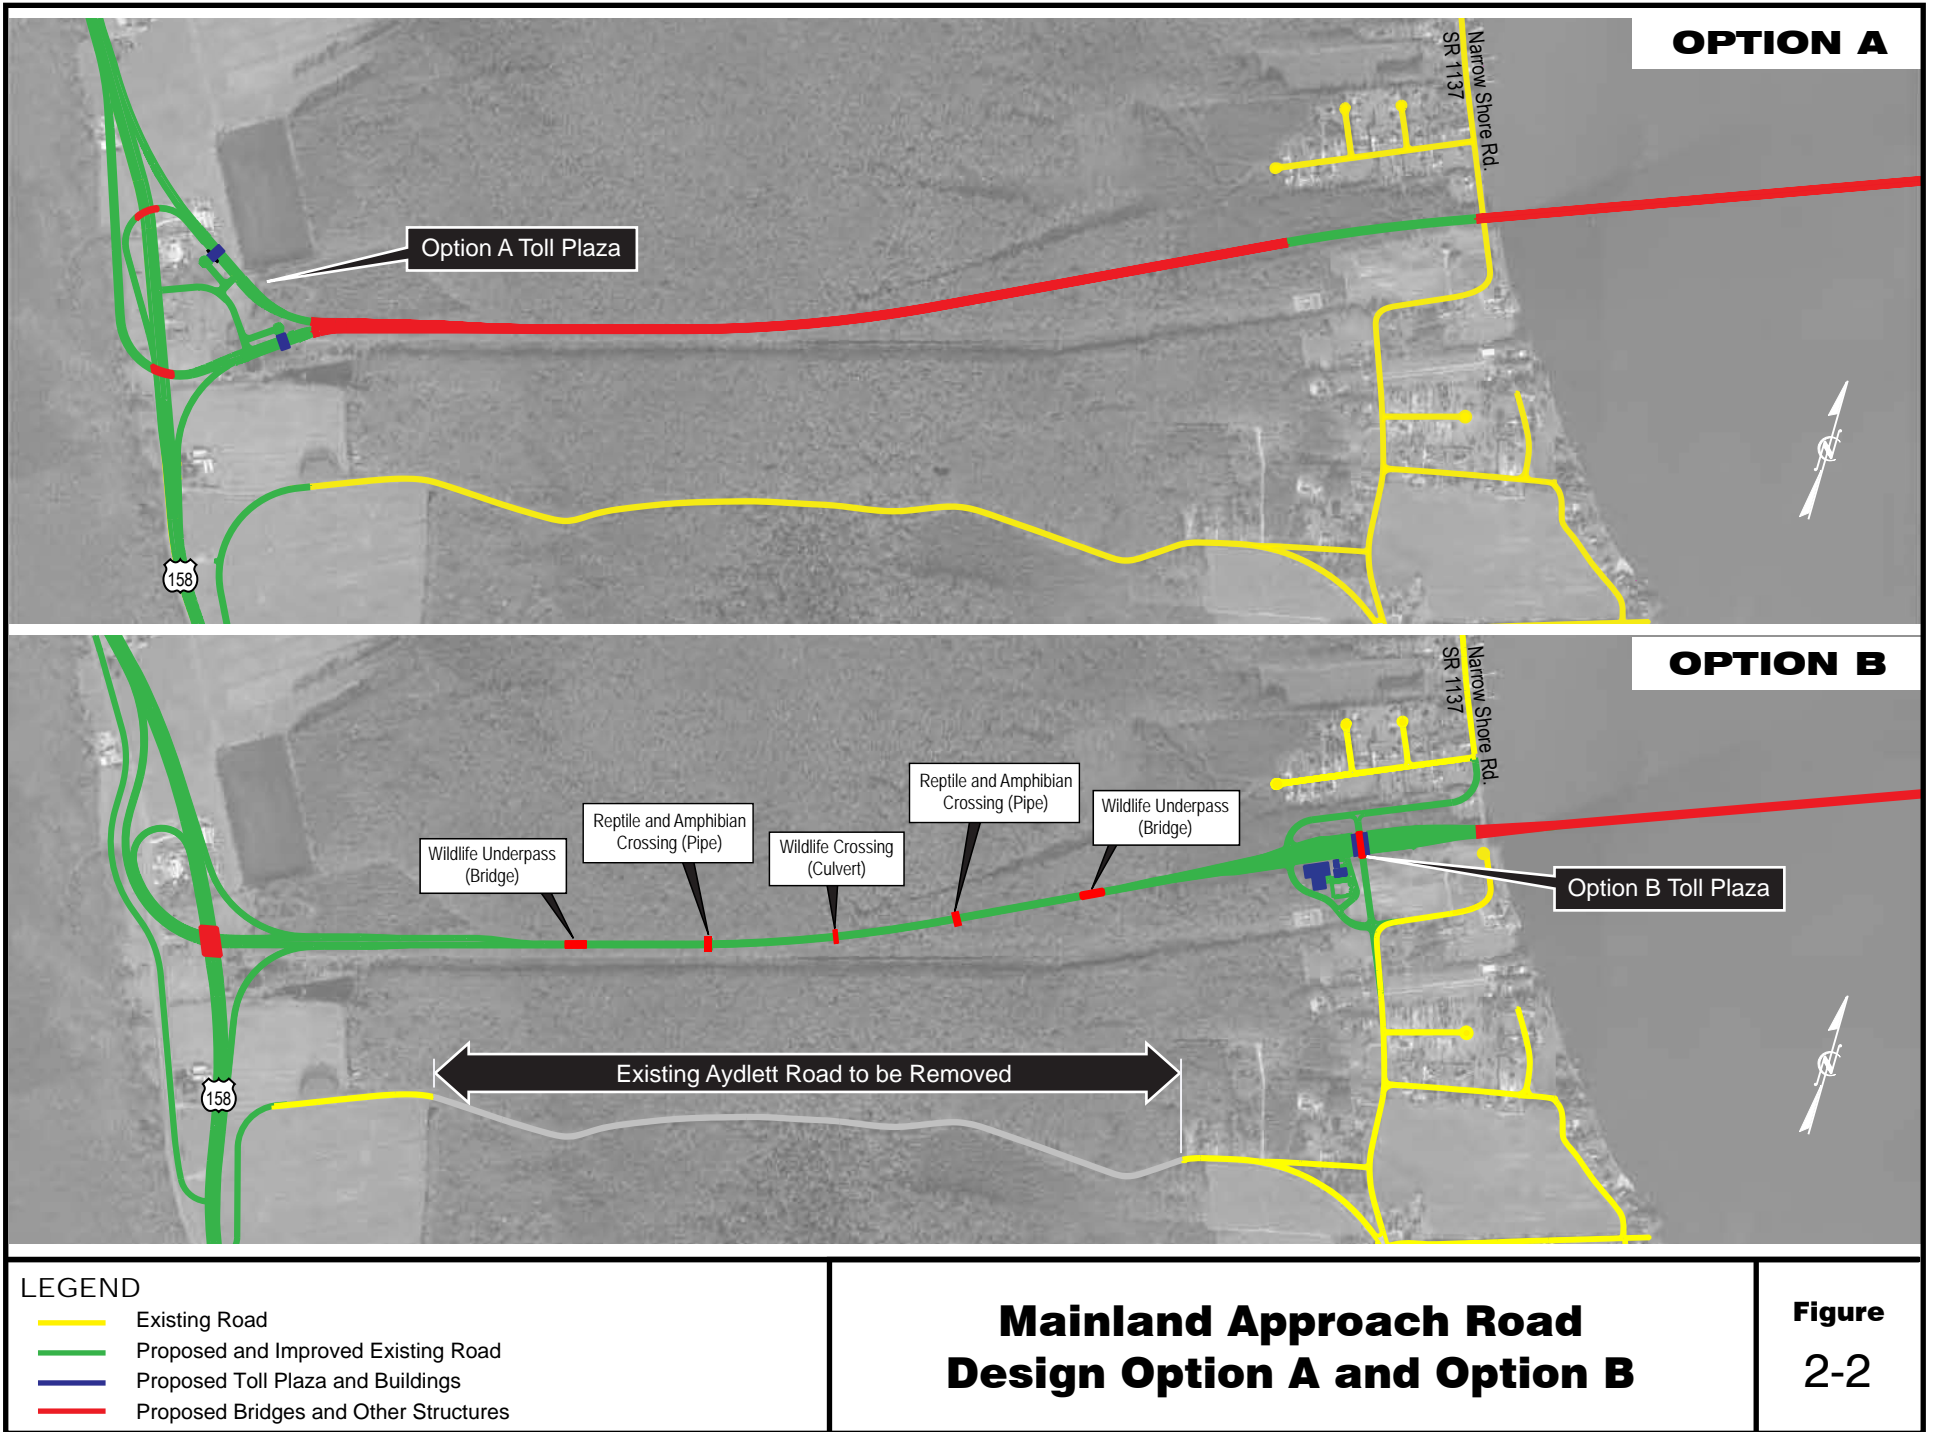 OPTION A
SR 1137
Narrow Shore Rd.
Option A Toll Plaza
N
158
OPTION B
SR 1137
Narrow Shore Rd.
Reptile and Amphibian
Crossing (Pipe)
Wildlife Underpass
(Bridge)
Reptile and Amphibian
Crossing (Pipe)
Wildlife Crossing
(Culvert)
Wildlife Underpass
(Bridge)
Option B Toll Plaza
Existing Aydlett Road to be Removed
N
158
LEGEND
Existing Road
Proposed and Improved Existing Road
Proposed Toll Plaza and Buildings
Proposed Bridges and Other Structures
Mainland Approach Road
Design Option A and Option B
Figure
2-2